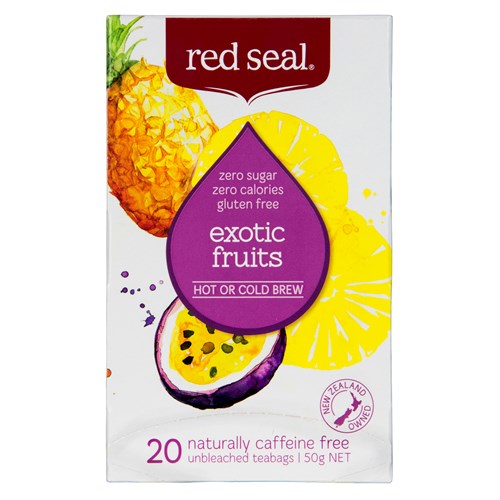 red seal®
zero sugar
zero calories
gluten free
exotic
fruits
HOT OR COLD BREW
NEW ZEALAND
OWNED
20 naturally caffeine free
unbleached teabags | 50g NET